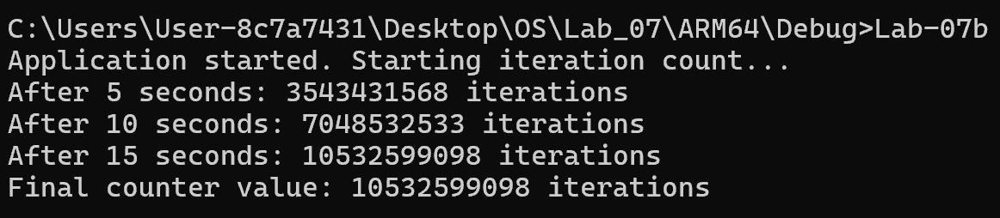 C:\Users\User-8c7a7431\Desktop\OS\Lab_07\ARM64\Debug>Lab-07b
Application started. Starting iteration count...
After 5 seconds: 3543431568 iterations
After 10 seconds: 7048532533 iterations
After 15 seconds: 10532599098 iterations
Final counter value: 10532599098 iterations